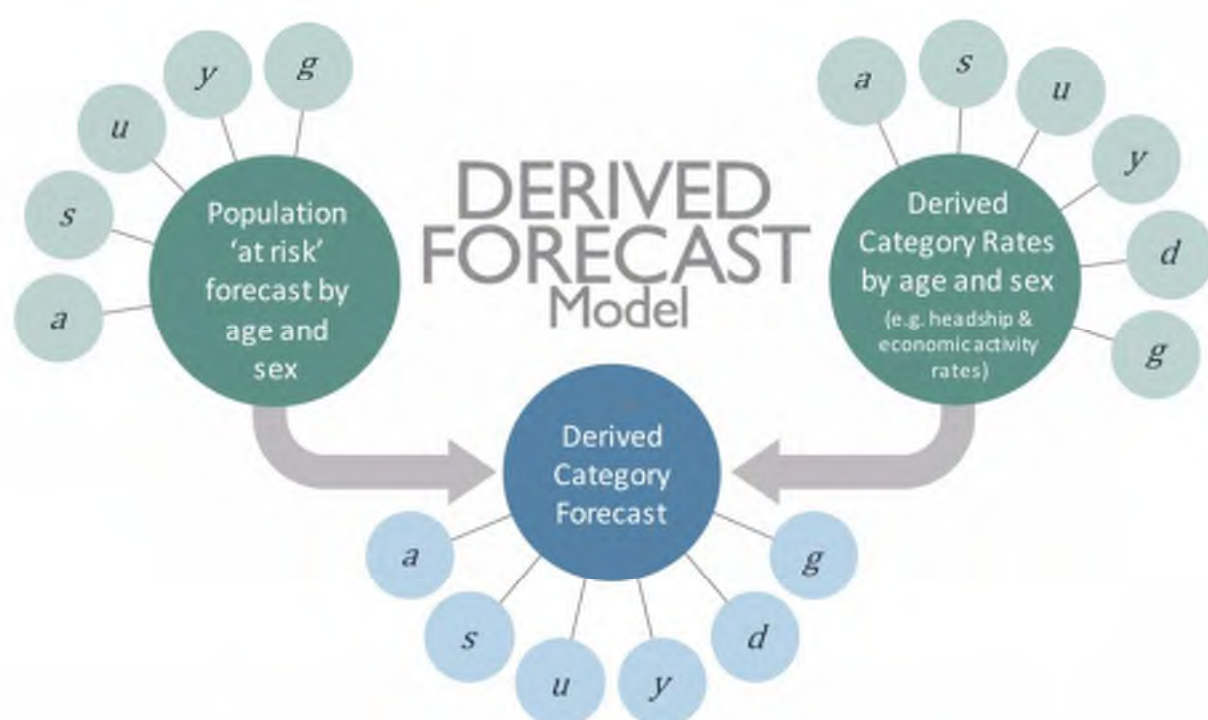 DERIVED
FORECAST
Model
a
s
u
y
g
Population
‘at risk’
forecast by
age and
sex
a
s
u
y
d
g
Derived
Category Rates
by age and sex
(e.g. headship &
economic activity
rates)
Derived
Category
Forecast
a
s
u
y
d
g